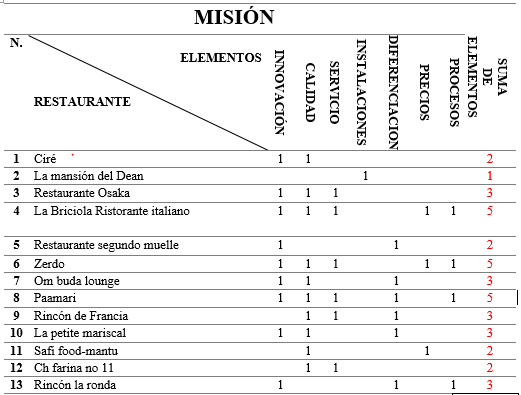 MISIÓN
N. ELEMENTOS RESTAURANTE INNOVACIÓN CALIDAD SERVICIO INSTALACIONES DIFERENCIACION PRECIOS PROCESOS SUMA DE ELEMENTOS
1 Ciré 1 1 2
2 La mansión del Dean 1 1
3 Restaurante Osaka 1 1 1 3
4 La Briciola Ristorante italiano 1 1 1 1 1 5
5 Restaurante segundo muelle 1 1 2
6 Zerdo 1 1 1 1 1 5
7 Om buda lounge 1 1 1 3
8 Paamari 1 1 1 1 1 5
9 Rincón de Francia 1 1 1 3
10 La petite mariscal 1 1 1 3
11 Safi food-mantu 1 1 2
12 Ch farina no 11 1 1 2
13 Rincón la ronda 1 1 1 3